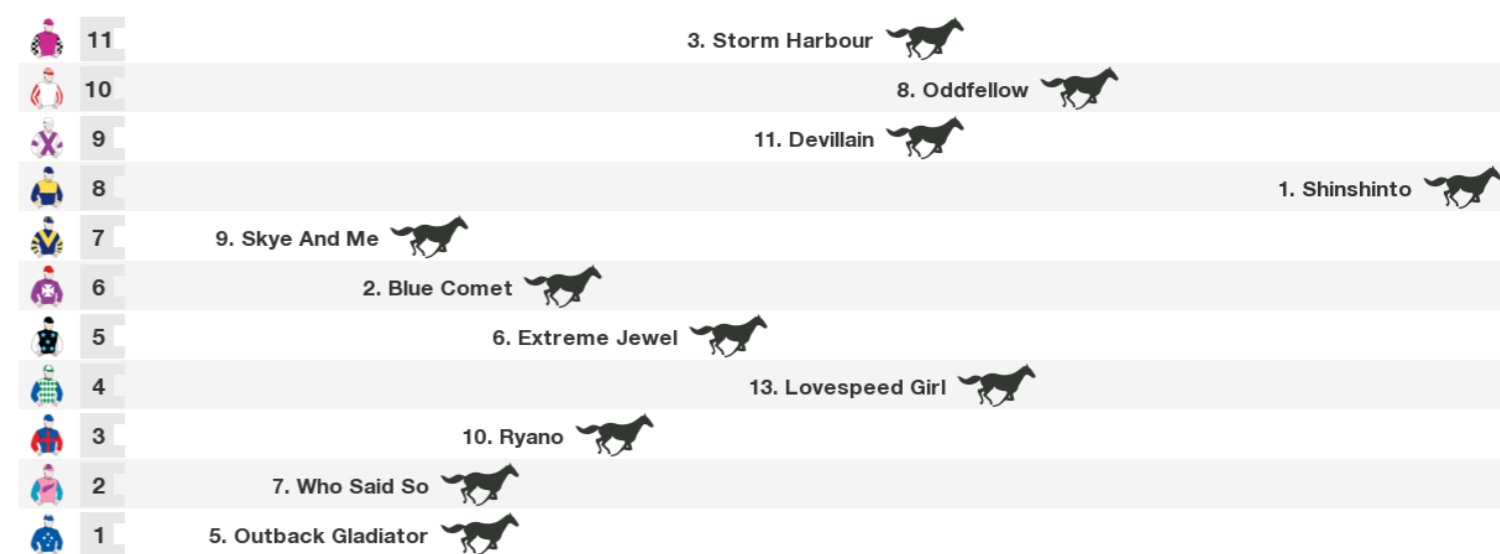 11 3. Storm Harbour
10 8. Oddfellow
9 11. Devillain
8 1. Shinshinto
7 9. Skye And Me
6 2. Blue Comet
5 6. Extreme Jewel
4 13. Lovespeed Girl
3 10. Ryano
2 7. Who Said So
1 5. Outback Gladiator